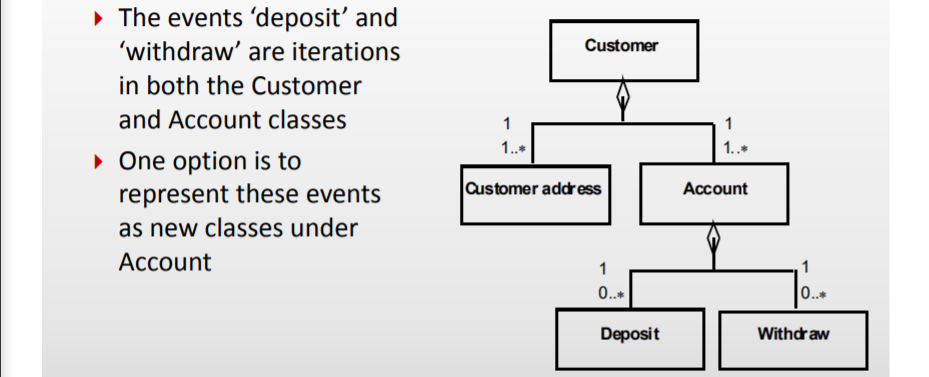 ▸ The events ‘deposit’ and
‘withdraw’ are iterations
in both the Customer
and Account classes
▸ One option is to
represent these events
as new classes under
Account
Customer
1
1..*
1
1..*
Customer address
Account
1
0..*
1
0..*
Deposit
Withdraw